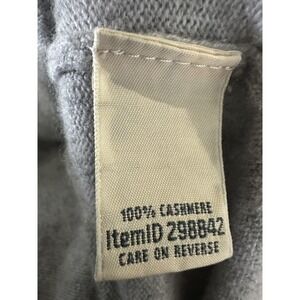 100% CASHMERE
ItemID 298842
CARE ON REVERSE